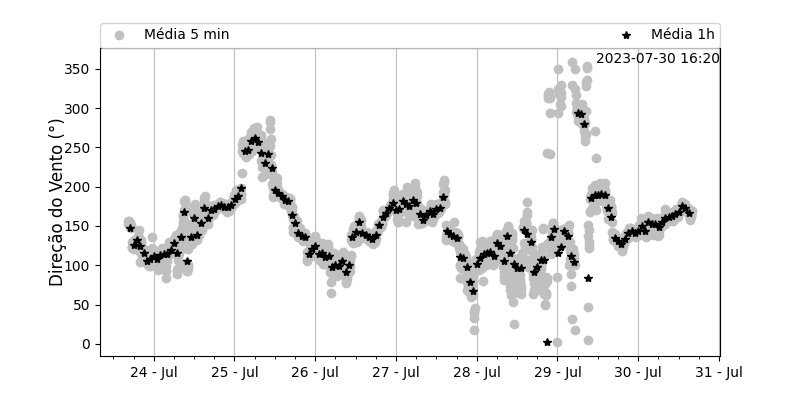 Média 5 min
Média 1h
2023-07-30 16:20
Direção do Vento (°)
350
300
250
200
150
100
50
0
24 - Jul
25 - Jul
26 - Jul
27 - Jul
28 - Jul
29 - Jul
30 - Jul
31 - Jul